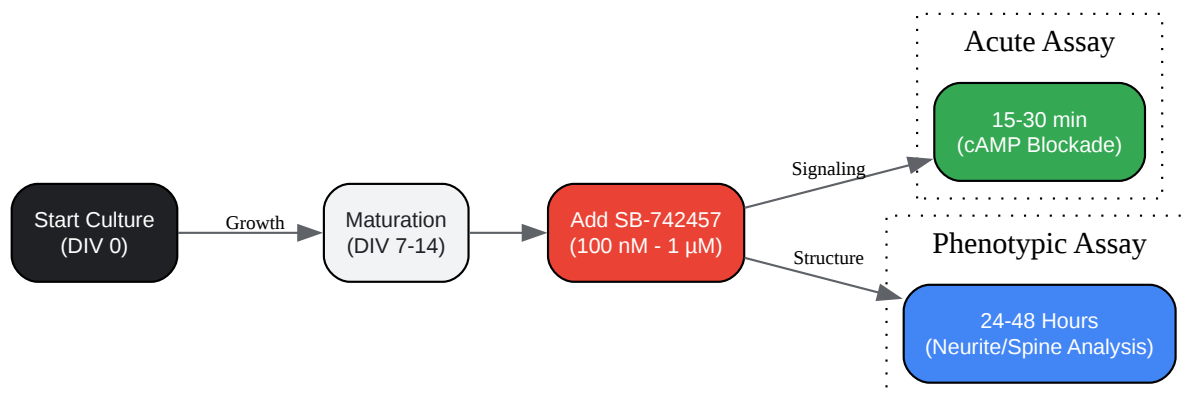 Start Culture
(DIV 0)
Growth
Maturation
(DIV 7-14)
Add SB-742457
(100 nM - 1 µM)
Signaling
Structure
Acute Assay
15-30 min
(cAMP Blockade)
Phenotypic Assay
24-48 Hours
(Neurite/Spine Analysis)